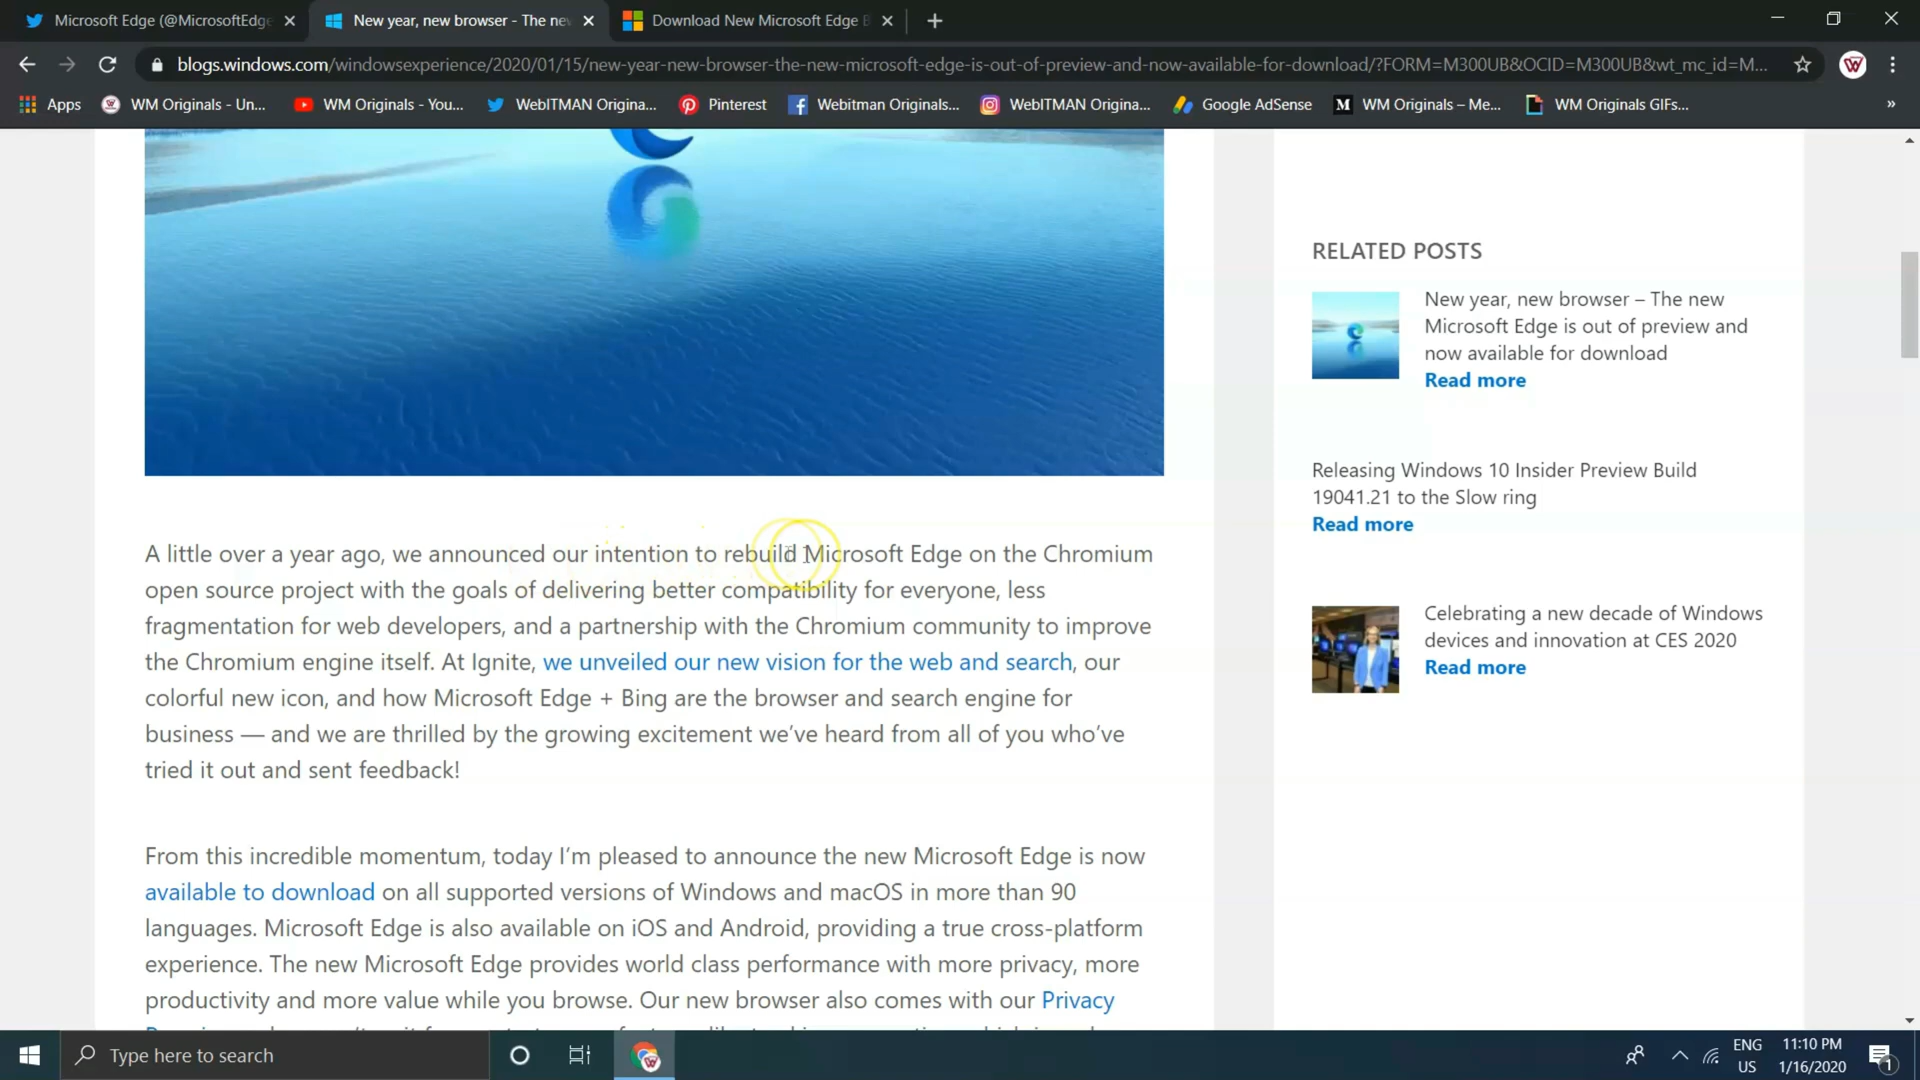 Microsoft Edge (@MicrosoftEdge
New year, new browser - The nev
Download New Microsoft Edge B
blogs.windows.com/windowsexperience/2020/01/15/new-year-new-browser-the-new-microsoft-edge-is-out-of-preview-and-now-available-for-download/?FORM=M300UB&OCID=M300UB&wt_mc_id=M...
Apps
WM Originals - Un...
WM Originals - You...
WebITMAN Origina...
Pinterest
Webitman Originals...
WebITMAN Origina...
Google AdSense
WM Originals – Me...
WM Originals GIFs...
»
A little over a year ago, we announced our intention to rebuild Microsoft Edge on the Chromium
open source project with the goals of delivering better compatibility for everyone, less
fragmentation for web developers, and a partnership with the Chromium community to improve
the Chromium engine itself. At Ignite, we unveiled our new vision for the web and search, our
colorful new icon, and how Microsoft Edge + Bing are the browser and search engine for
business — and we are thrilled by the growing excitement we’ve heard from all of you who’ve
tried it out and sent feedback!
From this incredible momentum, today I’m pleased to announce the new Microsoft Edge is now
available to download on all supported versions of Windows and macOS in more than 90
languages. Microsoft Edge is also available on iOS and Android, providing a true cross-platform
experience. The new Microsoft Edge provides world class performance with more privacy, more
productivity and more value while you browse. Our new browser also comes with our Privacy
RELATED POSTS
New year, new browser – The new
Microsoft Edge is out of preview and
now available for download
Read more
Releasing Windows 10 Insider Preview Build
19041.21 to the Slow ring
Read more
Celebrating a new decade of Windows
devices and innovation at CES 2020
Read more
Type here to search
ENG
US
11:10 PM
1/16/2020
1